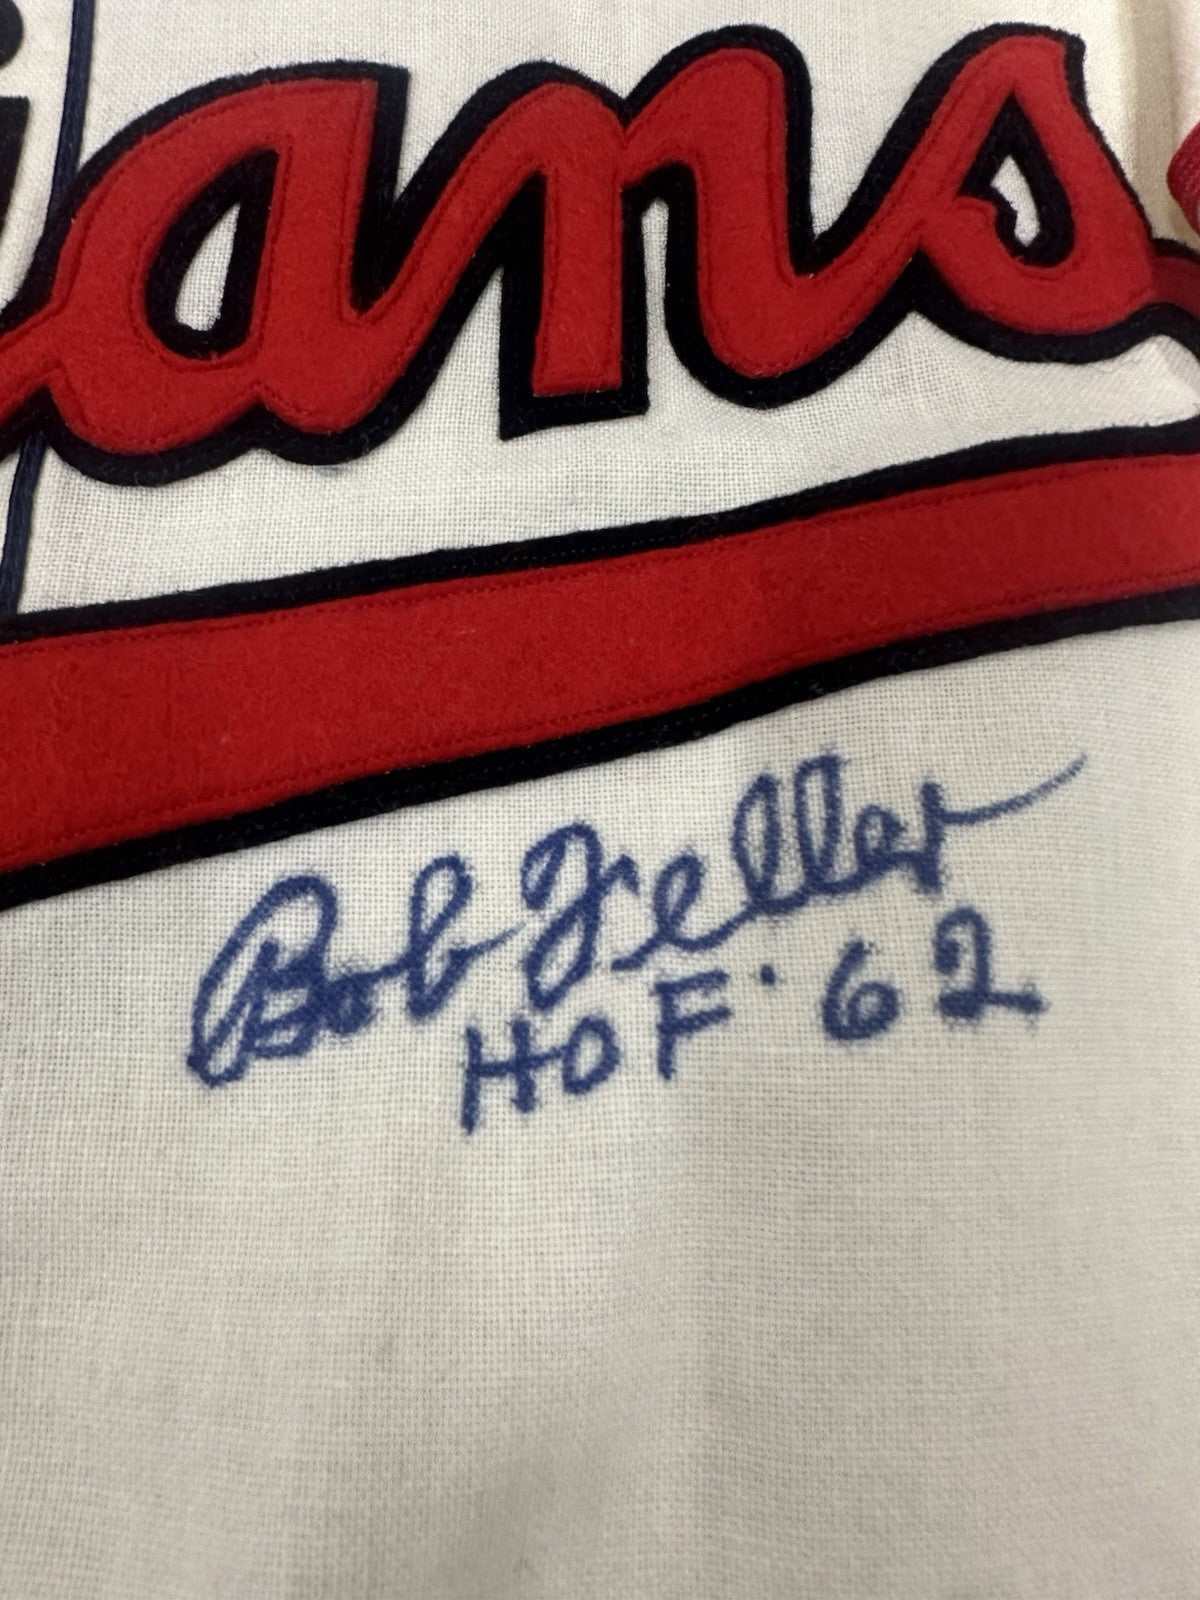 ians
Bob Feller
HOF '62